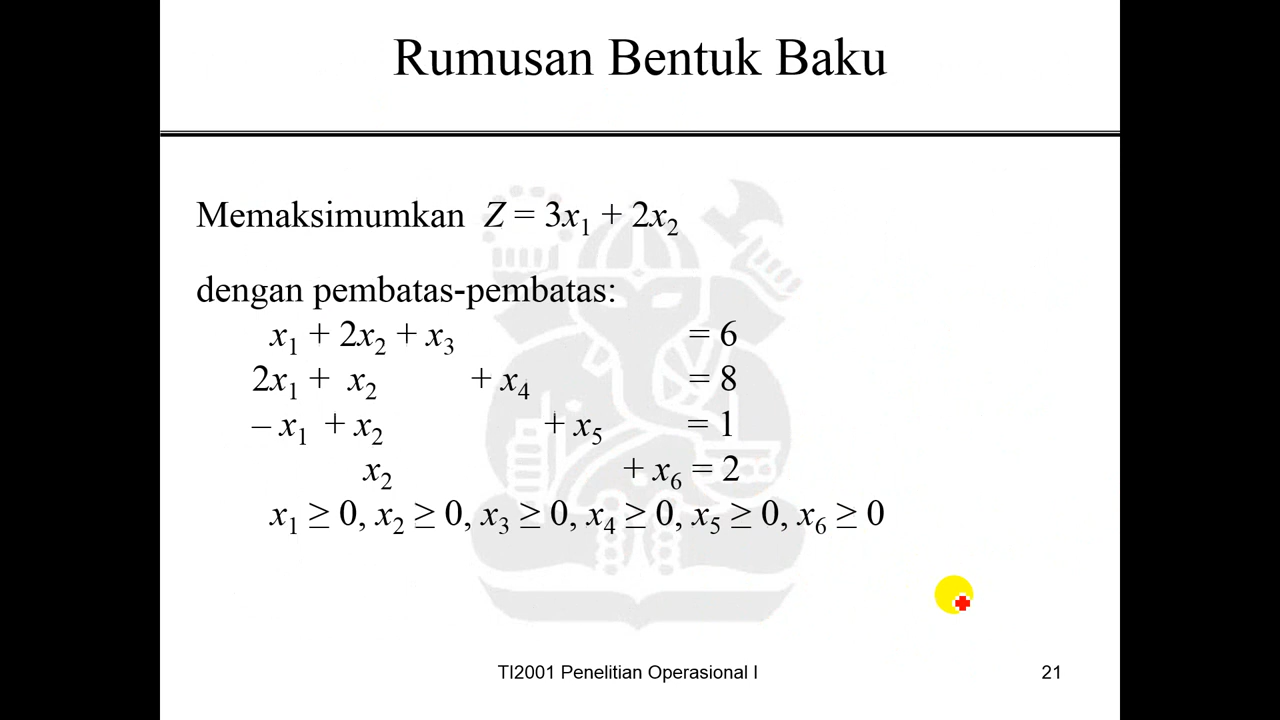 Rumusan Bentuk Baku
Memaksimumkan Z = 3x₁ + 2x₂
dengan pembatas-pembatas:
x₁ + 2x₂ + x₃ = 6
2x₁ + x₂ + x₄ = 8
– x₁ + x₂ + x₅ = 1
x₂ + x₆ = 2
x₁ ≥ 0, x₂ ≥ 0, x₃ ≥ 0, x₄ ≥ 0, x₅ ≥ 0, x₆ ≥ 0
TI2001 Penelitian Operasional I 21